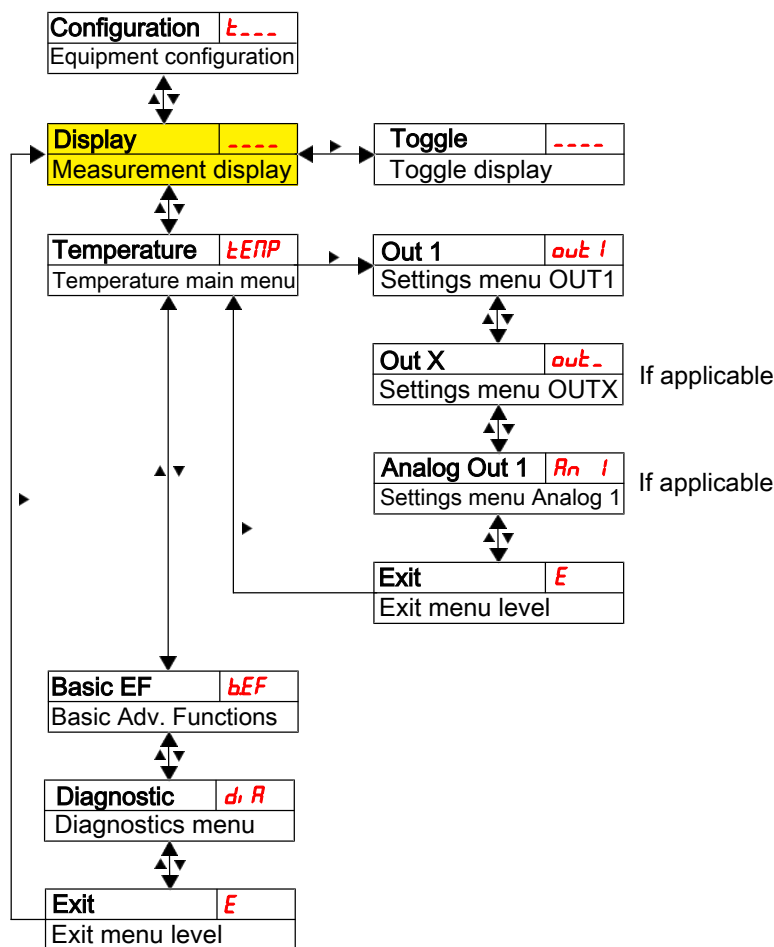 Configuration t___
Equipment configuration
Display ----
Measurement display
Toggle ----
Toggle display
Temperature tEMP
Temperature main menu
Out 1 out 1
Settings menu OUT1
Out X out_
Settings menu OUTX
If applicable
Analog Out 1 An 1
Settings menu Analog 1
If applicable
Exit E
Exit menu level
Basic EF b.EF
Basic Adv. Functions
Diagnostic diA
Diagnostics menu
Exit E
Exit menu level